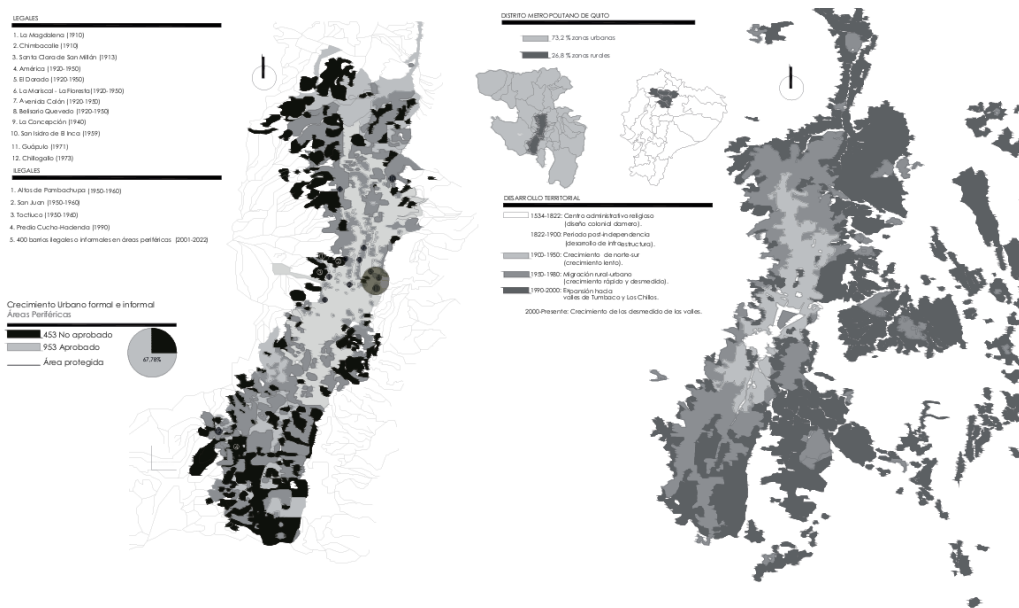 LEGALES
1. La Magdalena (1910)
2. Chimbacalle (1910)
3. Santa Clara de San Millón (1913)
4. América (1920-1950)
5. El Dorado (1920-1950)
6. La Mariscal - La Floresta(1920-1950)
7. Avenida Colón (1920-1950)
8. Belisario Quevedo (1920-1950)
9. La Concepción (1940)
10. San Isidro de El Inca (1959)
11. Guápulo (1971)
12. Chillogallo (1973)
ILEGALES
1. Altos de Pambachupa (1950-1960)
2. San Juan (1950-1960)
3. Toctiuco (1950-1960)
4. Predio Cucho-Hacienda (1990)
5. 400 barrios ilegales o informales en áreas periféricas (2001-2022)
Crecimiento Urbano formal e informal
Áreas Periféricas
453 No aprobado
953 Aprobado
Área protegida
67,78%
DISTRITO METROPOLITANO DE QUITO
73,2 % zonas urbanas
26,8 % zonas rurales
DESARROLLO TERRITORIAL
1534-1822: Centro administrativo religioso
(diseño colonial damero).
1822-1900: Periodo post-independencia
(desarrollo de infraestructura).
1900-1950: Crecimiento de norte-sur
(crecimiento lento).
1950-1980: Migración rural-urbana
(crecimiento rápido y desmedido).
1990-2000: Expansión hacia
valles de Tumbaco y Los Chillos.
2000-Presente: Crecimiento de los desmedida de los valles.